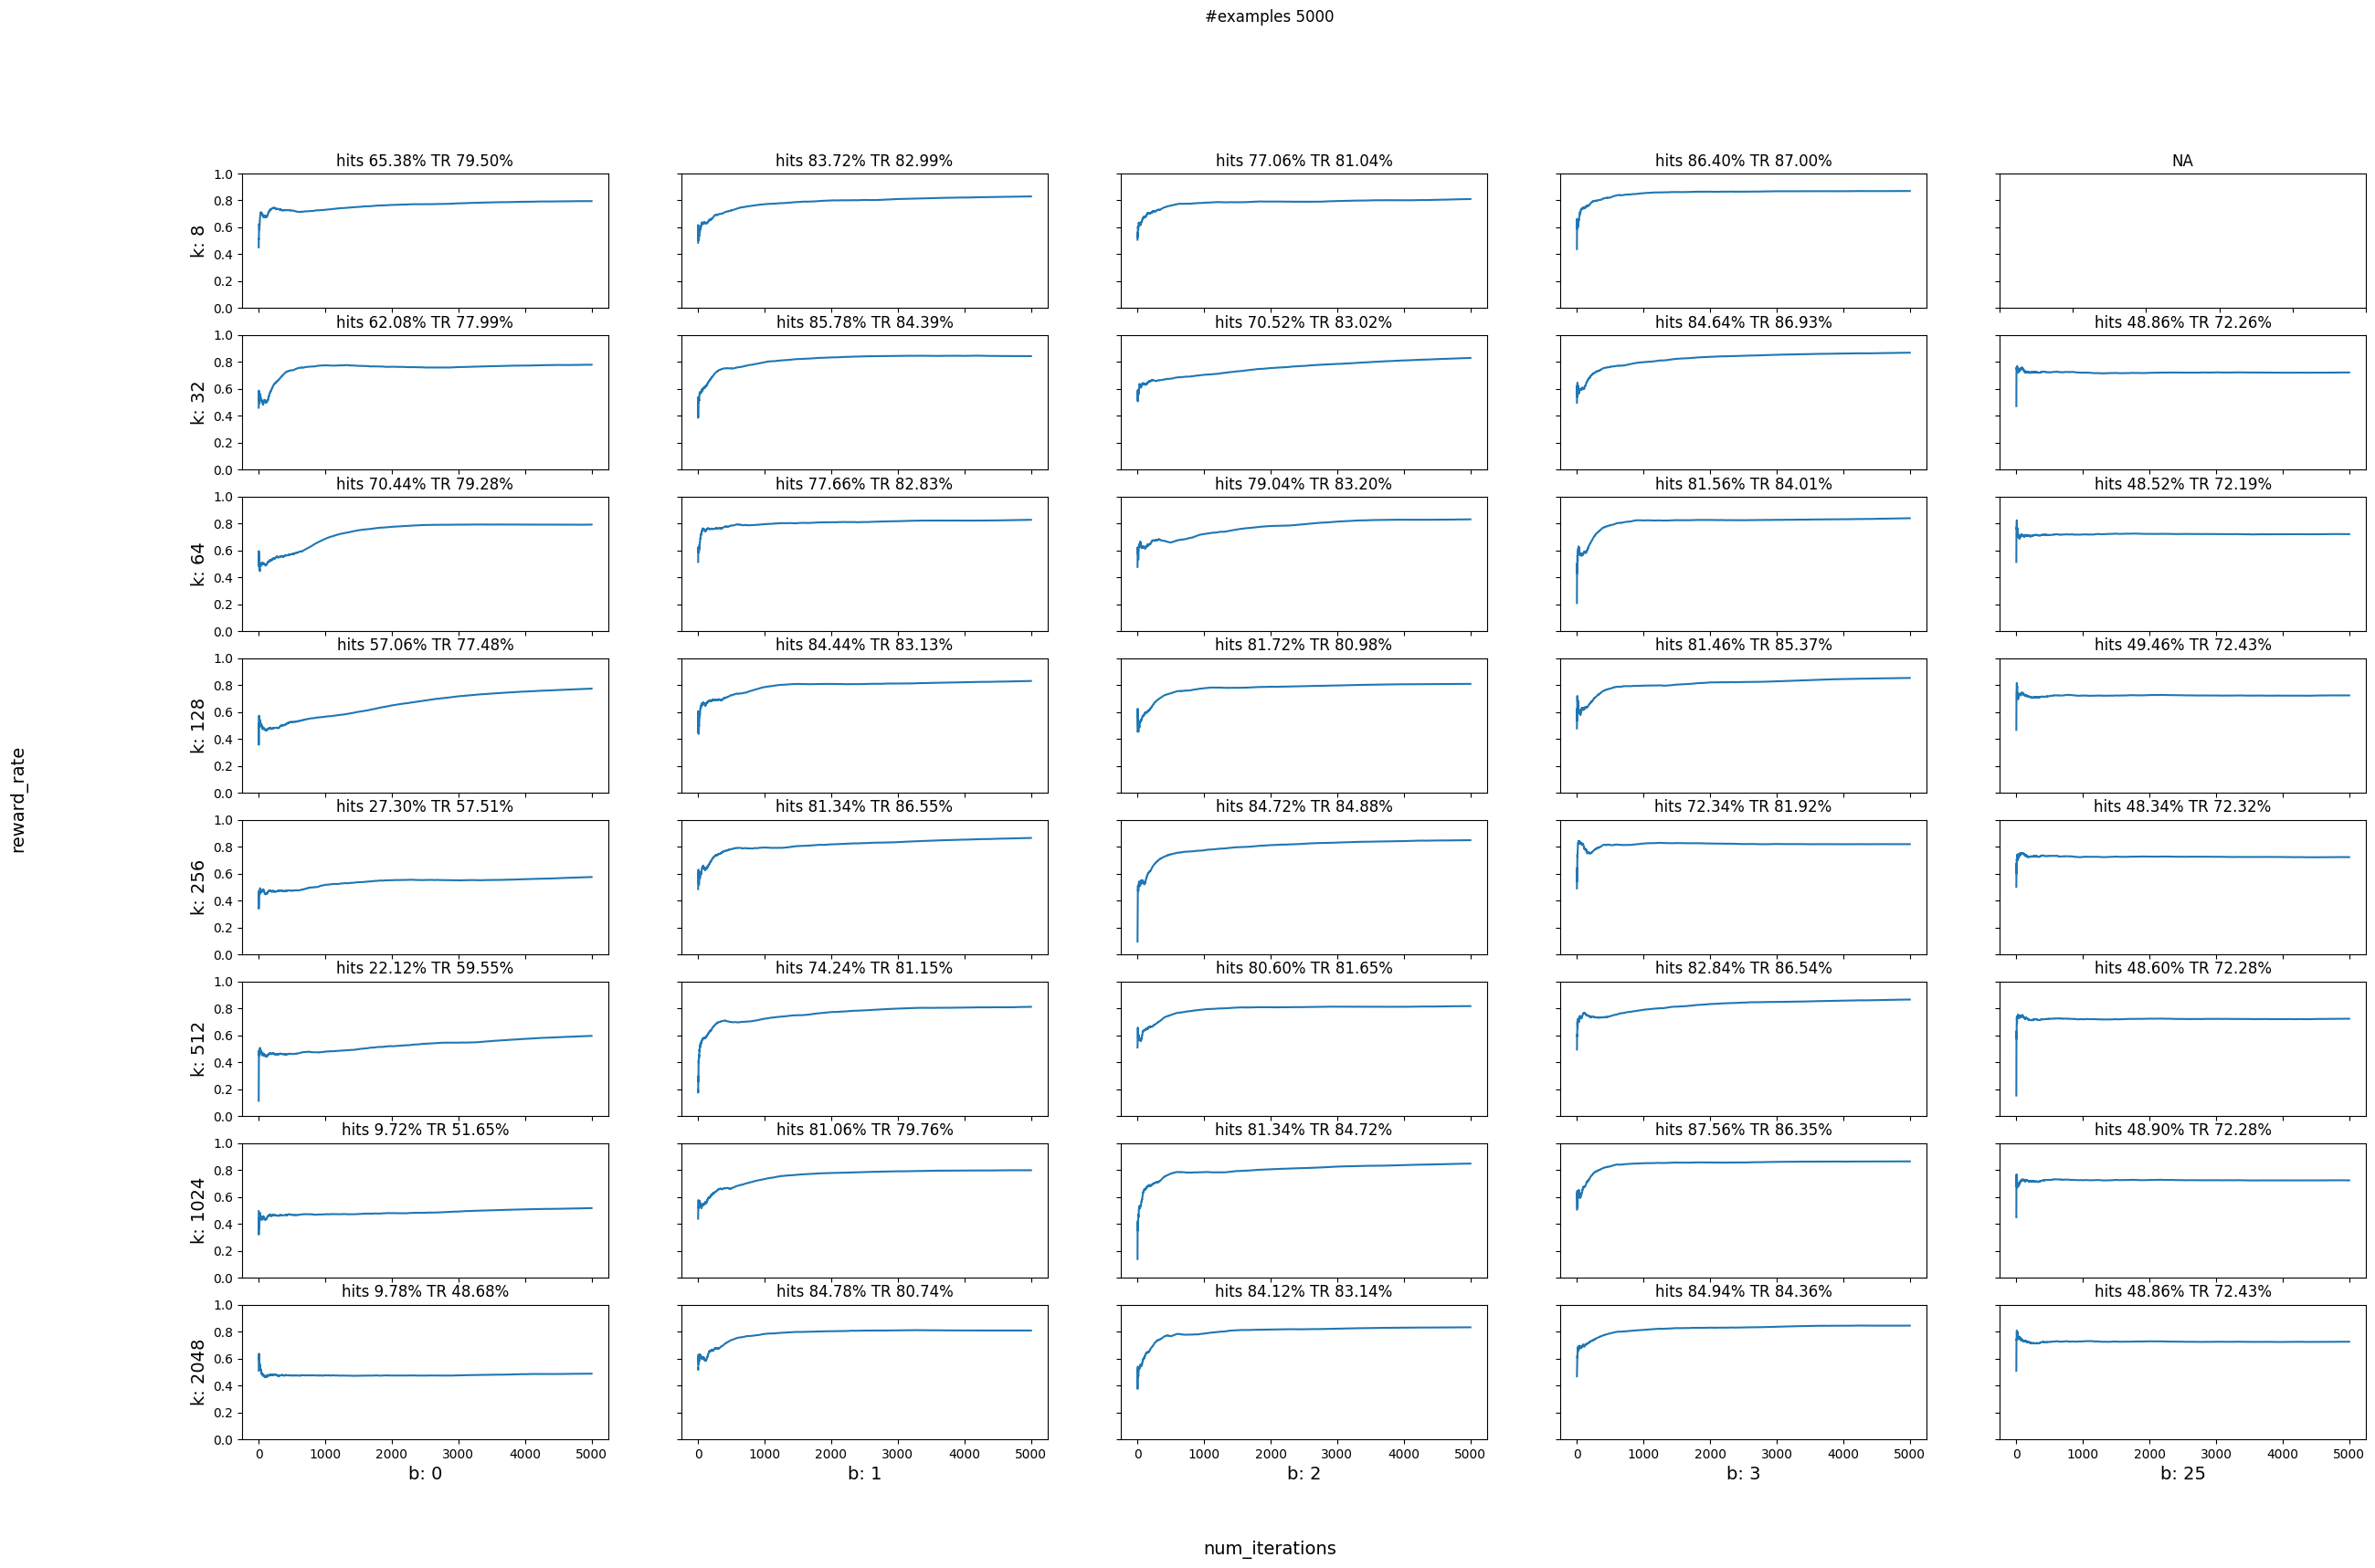 #examples 5000
hits 65.38% TR 79.50%
hits 83.72% TR 82.99%
hits 77.06% TR 81.04%
hits 86.40% TR 87.00%
NA
1.0
0.8
0.6
0.4
0.2
0.0
k: 8
hits 62.08% TR 77.99%
hits 85.78% TR 84.39%
hits 70.52% TR 83.02%
hits 84.64% TR 86.93%
hits 48.86% TR 72.26%
1.0
0.8
0.6
0.4
0.2
0.0
k: 32
hits 70.44% TR 79.28%
hits 77.66% TR 82.83%
hits 79.04% TR 83.20%
hits 81.56% TR 84.01%
hits 48.52% TR 72.19%
1.0
0.8
0.6
0.4
0.2
0.0
k: 64
hits 57.06% TR 77.48%
hits 84.44% TR 83.13%
hits 81.72% TR 80.98%
hits 81.46% TR 85.37%
hits 49.46% TR 72.43%
1.0
0.8
0.6
0.4
0.2
0.0
k: 128
reward_rate
hits 27.30% TR 57.51%
hits 81.34% TR 86.55%
hits 84.72% TR 84.88%
hits 72.34% TR 81.92%
hits 48.34% TR 72.32%
1.0
0.8
0.6
0.4
0.2
0.0
k: 256
hits 22.12% TR 59.55%
hits 74.24% TR 81.15%
hits 80.60% TR 81.65%
hits 82.84% TR 86.54%
hits 48.60% TR 72.28%
1.0
0.8
0.6
0.4
0.2
0.0
k: 512
hits 9.72% TR 51.65%
hits 81.06% TR 79.76%
hits 81.34% TR 84.72%
hits 87.56% TR 86.35%
hits 48.90% TR 72.28%
1.0
0.8
0.6
0.4
0.2
0.0
k: 1024
hits 9.78% TR 48.68%
hits 84.78% TR 80.74%
hits 84.12% TR 83.14%
hits 84.94% TR 84.36%
hits 48.86% TR 72.43%
1.0
0.8
0.6
0.4
0.2
0.0
k: 2048
0 1000 2000 3000 4000 5000
0 1000 2000 3000 4000 5000
0 1000 2000 3000 4000 5000
0 1000 2000 3000 4000 5000
0 1000 2000 3000 4000 5000
b: 0
b: 1
b: 2
b: 3
b: 25
num_iterations